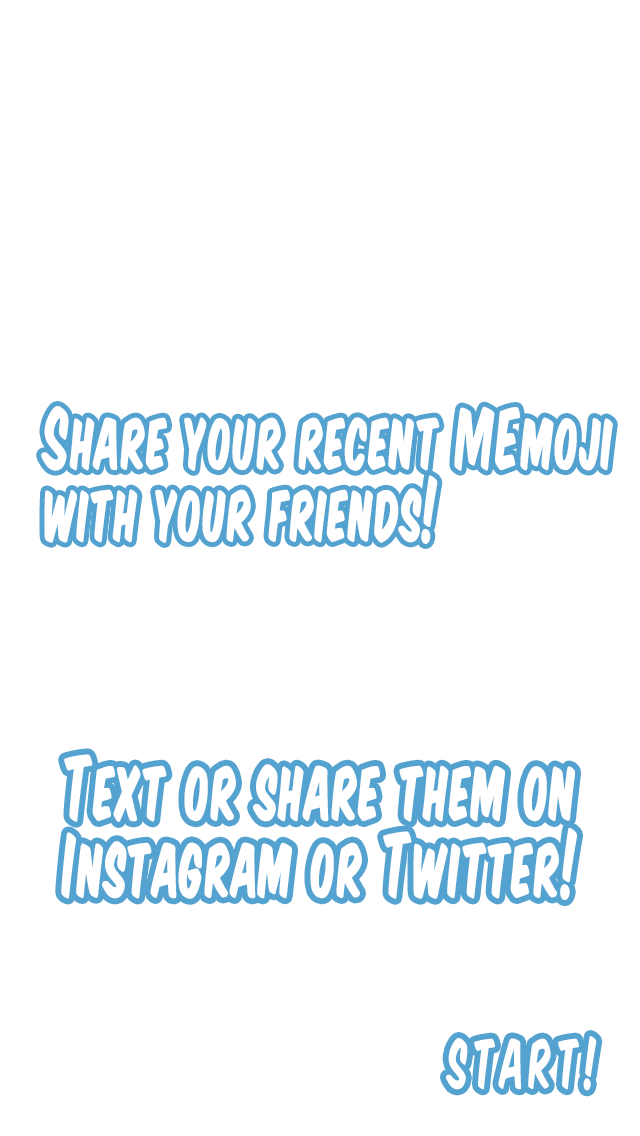 Share your recent MEmoji
with your friends!
Text or share them on
Instagram or Twitter!
START!